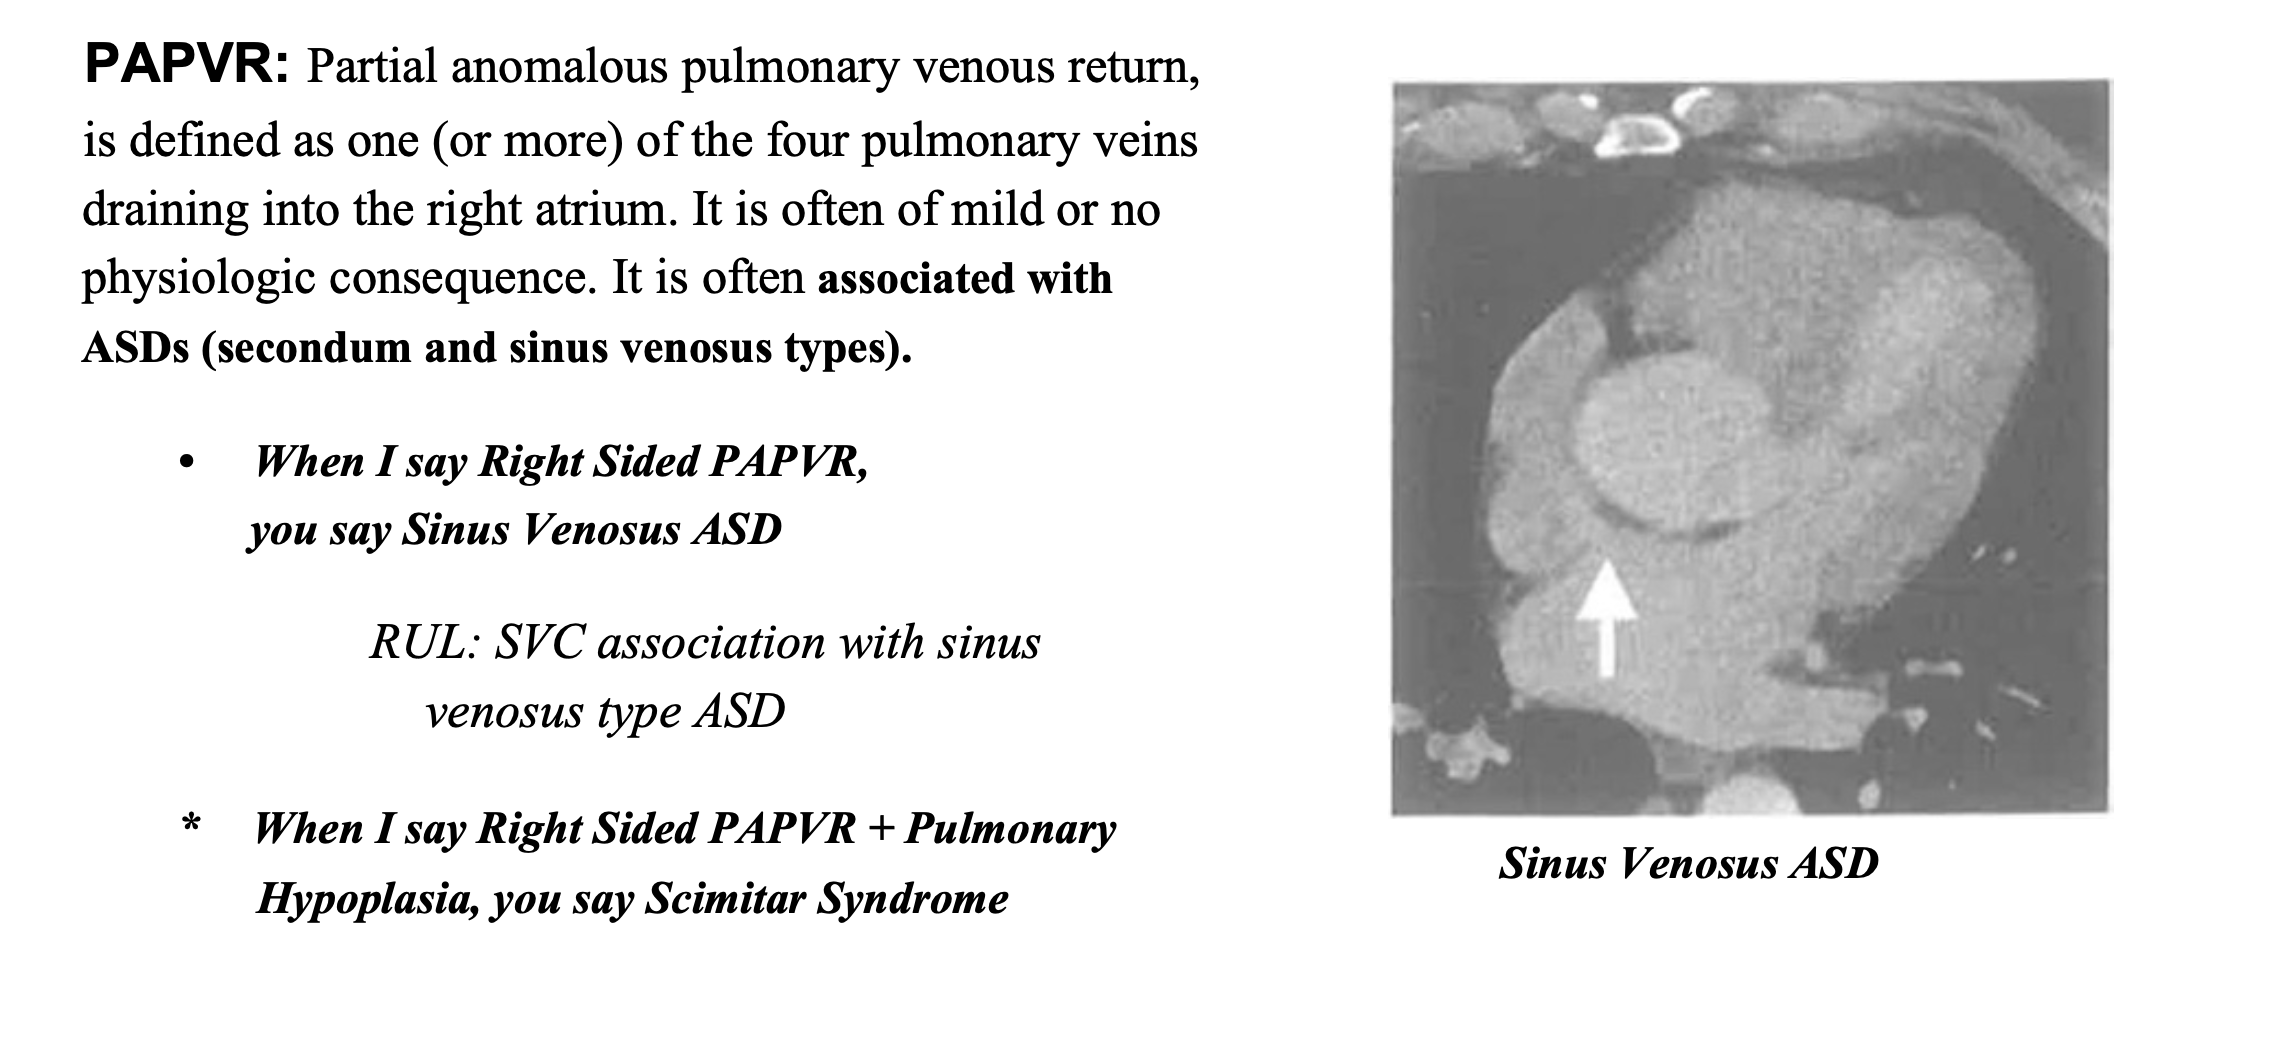 PAPVR: Partial anomalous pulmonary venous return,
is defined as one (or more) of the four pulmonary veins
draining into the right atrium. It is often of mild or no
physiologic consequence. It is often associated with
ASDs (secondum and sinus venosus types).
• When I say Right Sided PAPVR,
you say Sinus Venosus ASD
RUL: SVC association with sinus
venosus type ASD
* When I say Right Sided PAPVR + Pulmonary
Hypoplasia, you say Scimitar Syndrome
Sinus Venosus ASD